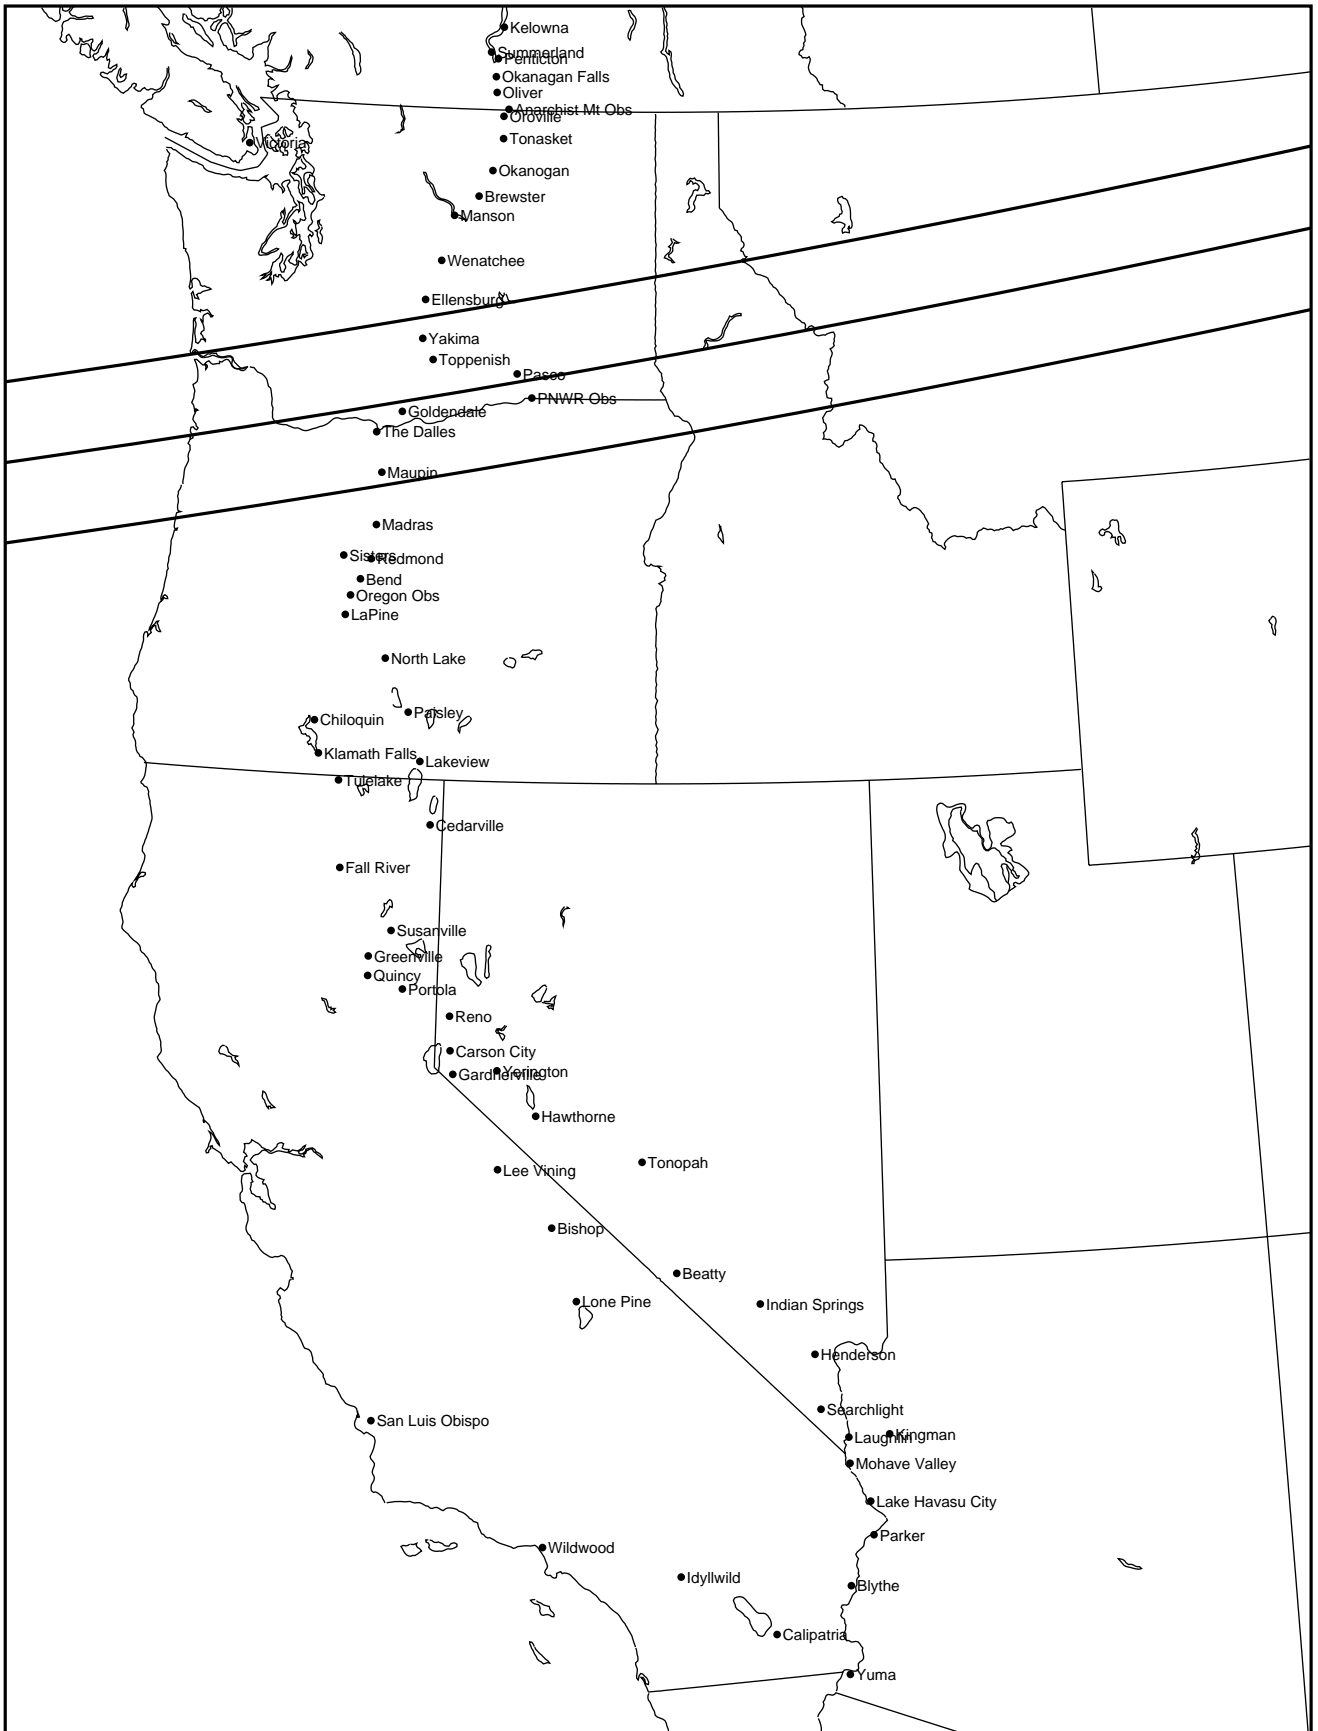 Kelowna
Summerland
Penticton
Okanagan Falls
Oliver
Anarchist Mt Obs
Oroville
Tonasket
Victoria
Okanogan
Brewster
Manson
Wenatchee
Ellensburg
Yakima
Toppenish
Pasco
PNWR Obs
Goldendale
The Dalles
Maupin
Madras
Sisters
Redmond
Bend
Oregon Obs
LaPine
North Lake
Paisley
Chiloquin
Klamath Falls
Lakeview
Tulelake
Cedarville
Fall River
Susanville
Greenville
Quincy
Portola
Reno
Carson City
Yerington
Gardnerville
Hawthorne
Tonopah
Lee Vining
Bishop
Beatty
Lone Pine
Indian Springs
Henderson
Searchlight
San Luis Obispo
Kingman
Laughlin
Mohave Valley
Lake Havasu City
Parker
Wildwood
Idyllwild
Blythe
Calipatria
Yuma